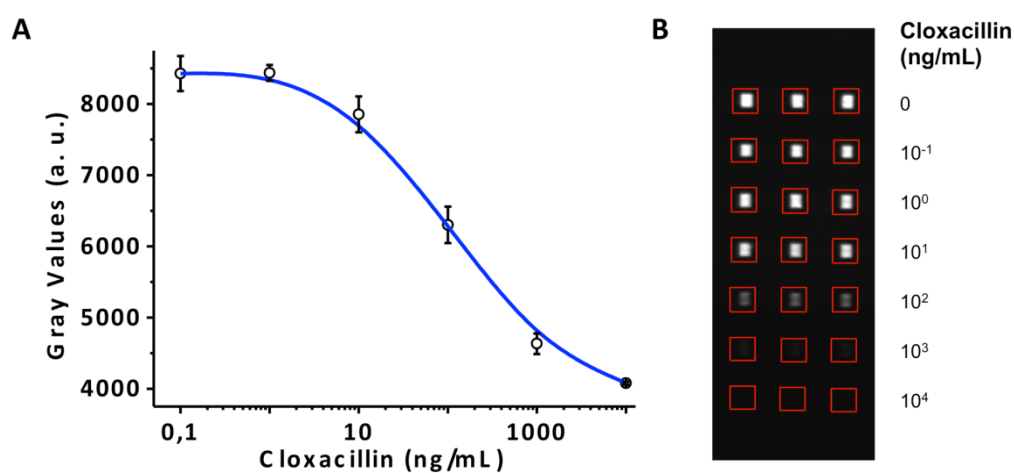 A
8000
7000
6000
5000
4000
Gray Values (a. u.)
0,1
10
1000
Cloxacillin (ng/mL)
B
Cloxacillin
(ng/mL)
0
10⁻¹
10⁰
10¹
10²
10³
10⁴